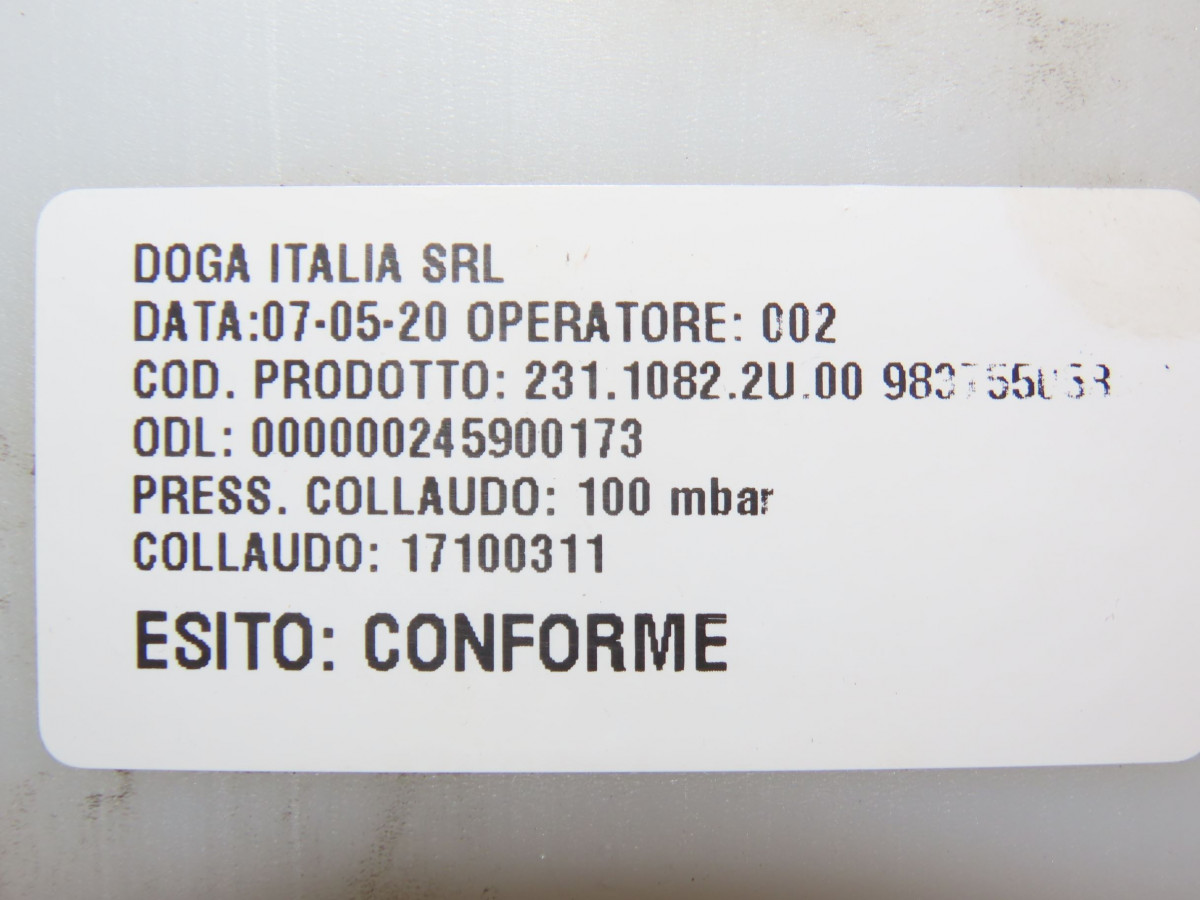 DOGA ITALIA SRL
DATA:07-05-20 OPERATORE: 002
COD. PRODOTTO: 231.1082.2U.00
ODL: 000000245900173
PRESS. COLLAUDO: 100 mbar
COLLAUDO: 17100311
ESITO: CONFORME